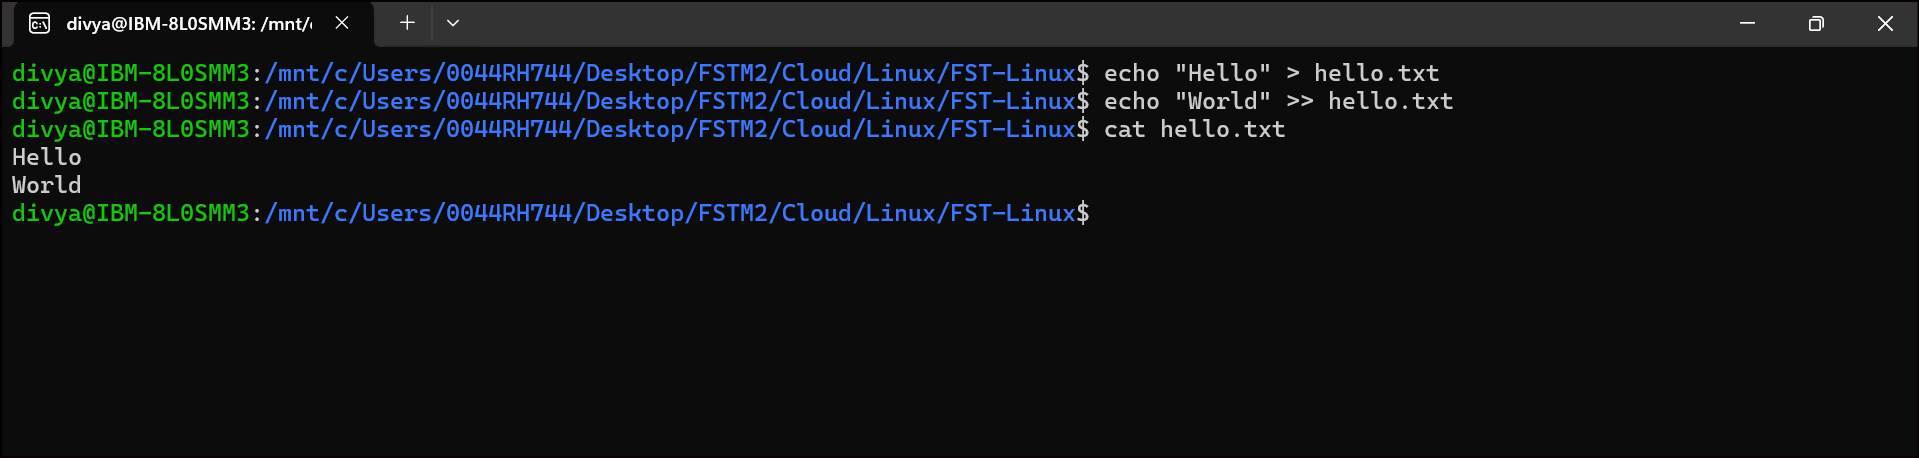 divya@IBM-8L0SMM3: /mnt/
divya@IBM-8L0SMM3:/mnt/c/Users/0044RH744/Desktop/FSTM2/Cloud/Linux/FST-Linux$ echo "Hello" > hello.txt
divya@IBM-8L0SMM3:/mnt/c/Users/0044RH744/Desktop/FSTM2/Cloud/Linux/FST-Linux$ echo "World" >> hello.txt
divya@IBM-8L0SMM3:/mnt/c/Users/0044RH744/Desktop/FSTM2/Cloud/Linux/FST-Linux$ cat hello.txt
Hello
World
divya@IBM-8L0SMM3:/mnt/c/Users/0044RH744/Desktop/FSTM2/Cloud/Linux/FST-Linux$